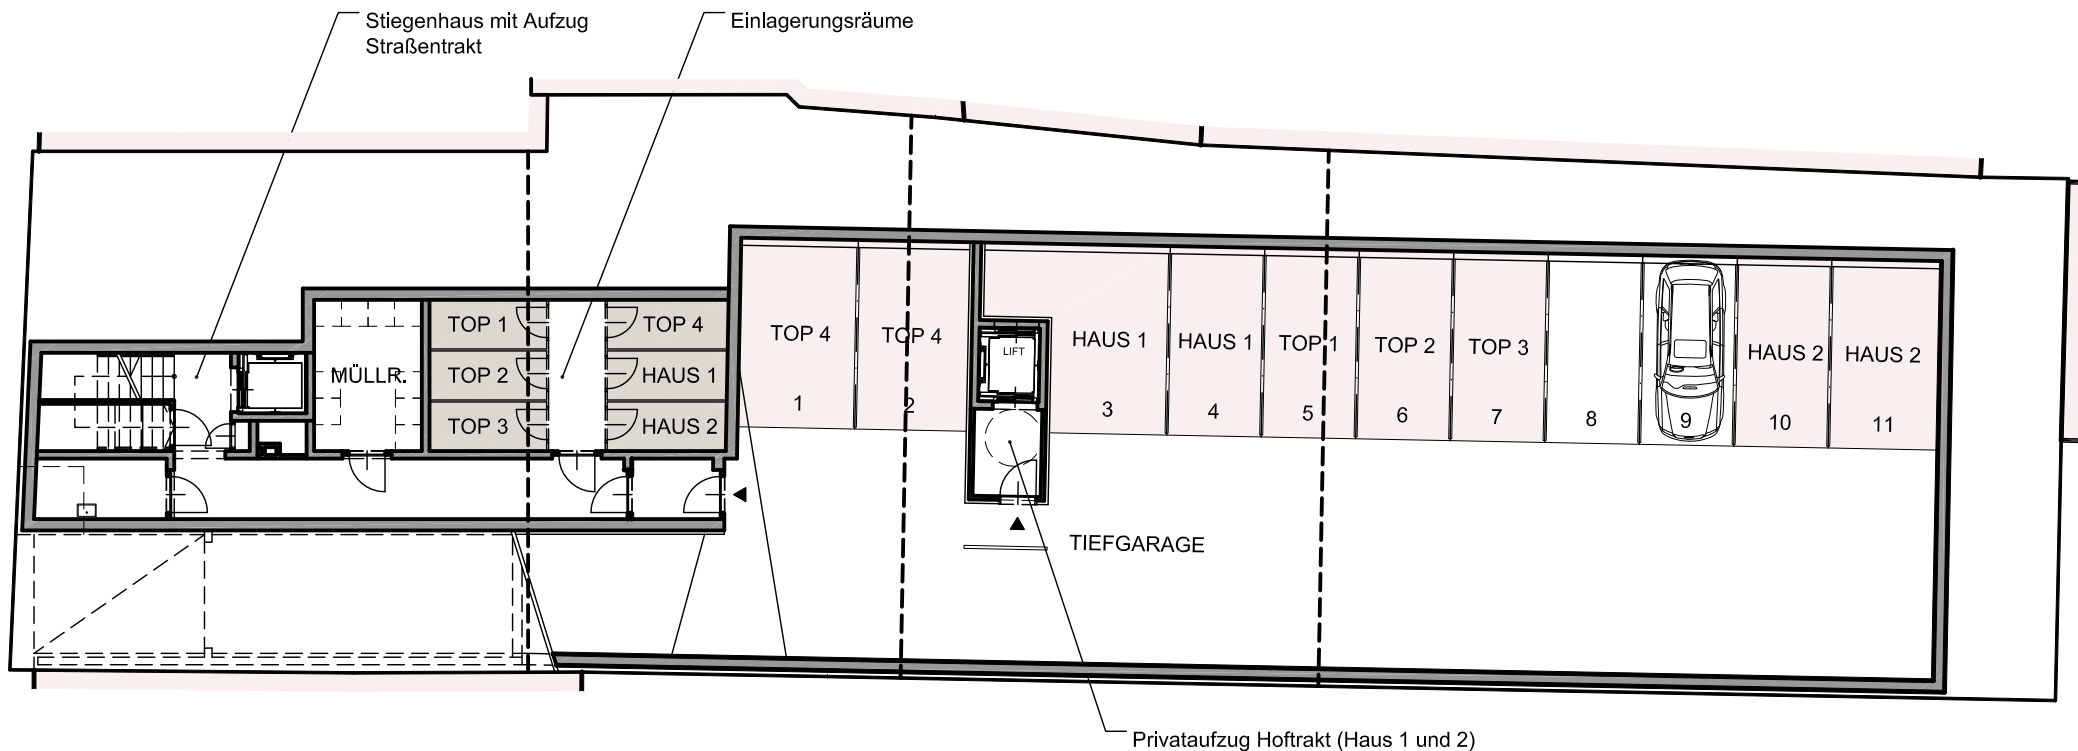 Stiegenhaus mit Aufzug
Straßentrakt
Einlagerungsräume
TOP 1
TOP 4
MÜLLR.
TOP 2
HAUS 1
TOP 3
HAUS 2
TOP 4
TOP 4
LIFT
HAUS 1
HAUS 1
TOP 1
TOP 2
TOP 3
HAUS 2
HAUS 2
1
2
3
4
5
6
7
8
9
10
11
TIEFGARAGE
Privataufzug Hoftrakt (Haus 1 und 2)